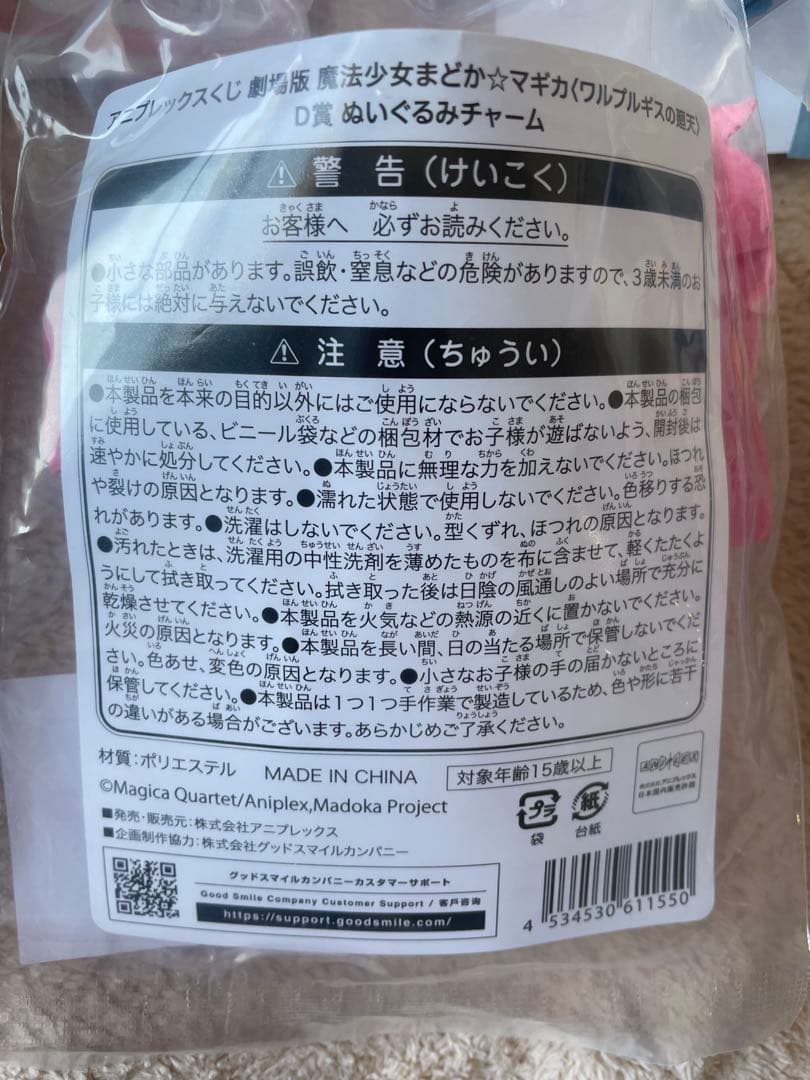 アニプレックスくじ 劇場版 魔法少女まどか☆マギカ〈ワルプルギスの廻天〉
D賞 ぬいぐるみチャーム
⚠ 警 告（けいこく）
お客様へ 必ずお読みください。
●小さな部品があります。誤飲・窒息などの危険がありますので、3歳未満のお
子様には絶対に与えないでください。
⚠ 注 意（ちゅうい）
●本製品を本来の目的以外にはご使用にならないでください。●本製品の梱包
に使用している、ビニール袋などの梱包材でお子様が遊ばないよう、開封後は
速やかに処分してください。●本製品に無理な力を加えないでください。ほつれ
や裂けの原因となります。●濡れた状態で使用しないでください。色移りする恐
れがあります。●洗濯はしないでください。型くずれ、ほつれの原因となります。
●汚れたときは、洗濯用の中性洗剤を薄めたものを布に含ませて、軽くたたくよ
うにして拭き取ってください。拭き取った後は日陰の風通しのよい場所で充分に
乾燥させてください。●本製品を火気などの熱源の近くに置かないでください。
火災の原因となります。●本製品を長い間、日の当たる場所で保管しないでくだ
さい。色あせ、変色の原因となります。●小さなお子様の手の届かないところに
保管してください。●本製品は1つ1つ手作業で製造しているため、色や形に若干
の違いがある場合がございます。あらかじめご了承ください。
材質：ポリエステル MADE IN CHINA 対象年齢15歳以上
©Magica Quartet/Aniplex,Madoka Project
■発売・販売元：株式会社アニプレックス
■企画制作協力：株式会社グッドスマイルカンパニー
グッドスマイルカンパニーカスタマーサポート
Good Smile Company Customer Support / 客戶咨询
https://support.goodsmile.com/
プラ
袋
紙
台紙
株式会社アニプレックス
日本国内販売許諾
4 534530 611550